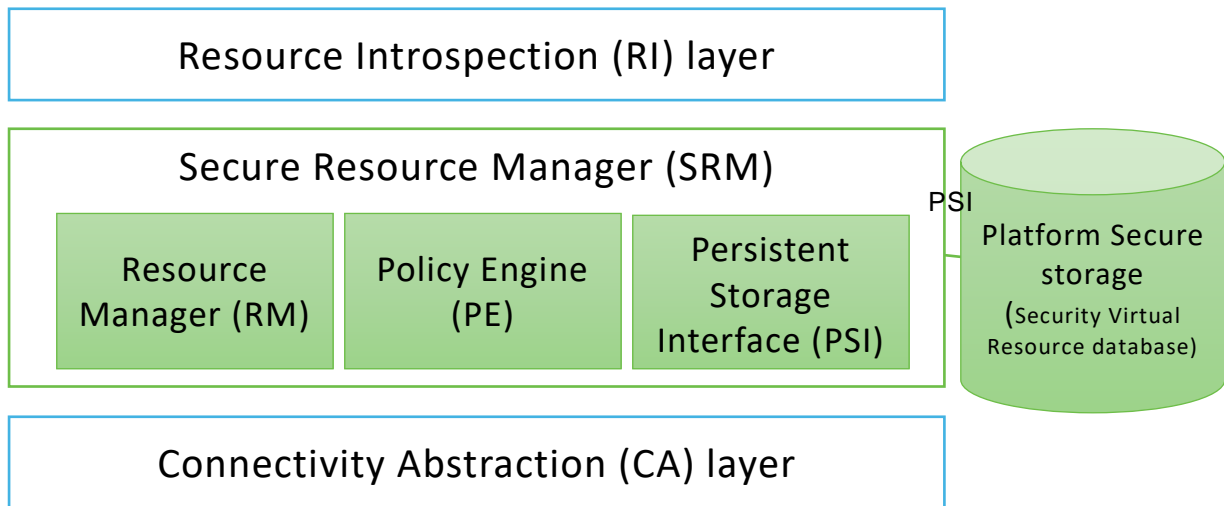 Resource Introspection (RI) layer
Secure Resource Manager (SRM)
Resource
Manager (RM)
Policy Engine
(PE)
Persistent
Storage
Interface (PSI)
PSI
Platform Secure
storage
(Security Virtual
Resource database)
Connectivity Abstraction (CA) layer